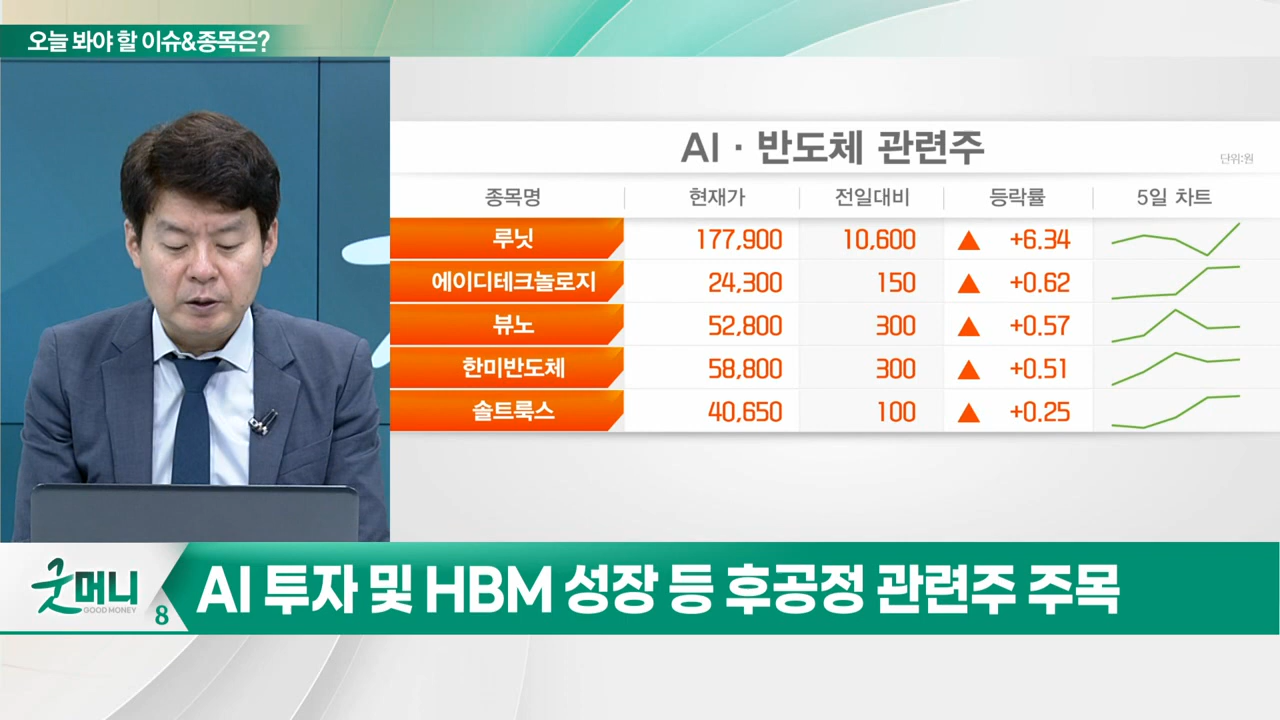 오늘 봐야 할 이슈&종목은?
AI · 반도체 관련주
단위:원
종목명 현재가 전일대비 등락률 5일 차트
루닛 177,900 10,600 ▲ +6.34
에이디테크놀로지 24,300 150 ▲ +0.62
뷰노 52,800 300 ▲ +0.57
한미반도체 58,800 300 ▲ +0.51
솔트룩스 40,650 100 ▲ +0.25
굿머니
GOOD MONEY
8
AI 투자 및 HBM 성장 등 후공정 관련주 주목